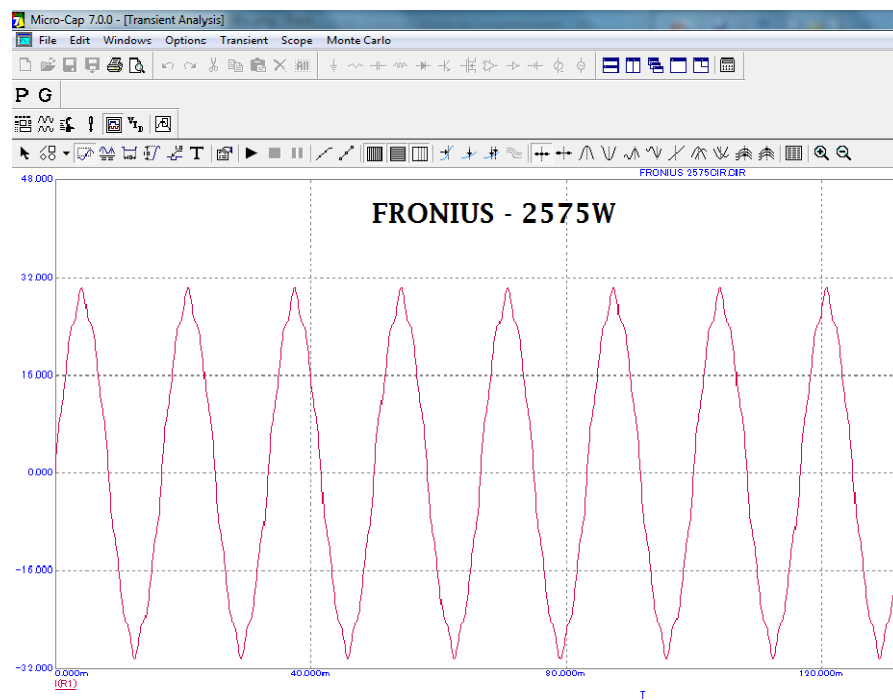 Micro-Cap 7.0.0 - [Transient Analysis]
File Edit Windows Options Transient Scope Monte Carlo
P G
T
FRONIUS 2575CIR.CIR
48.000
FRONIUS - 2575W
32.000
16.000
0.000
-16.000
-32.000
0.000m 40.000m 80.000m 120.000m
I(R1)
T